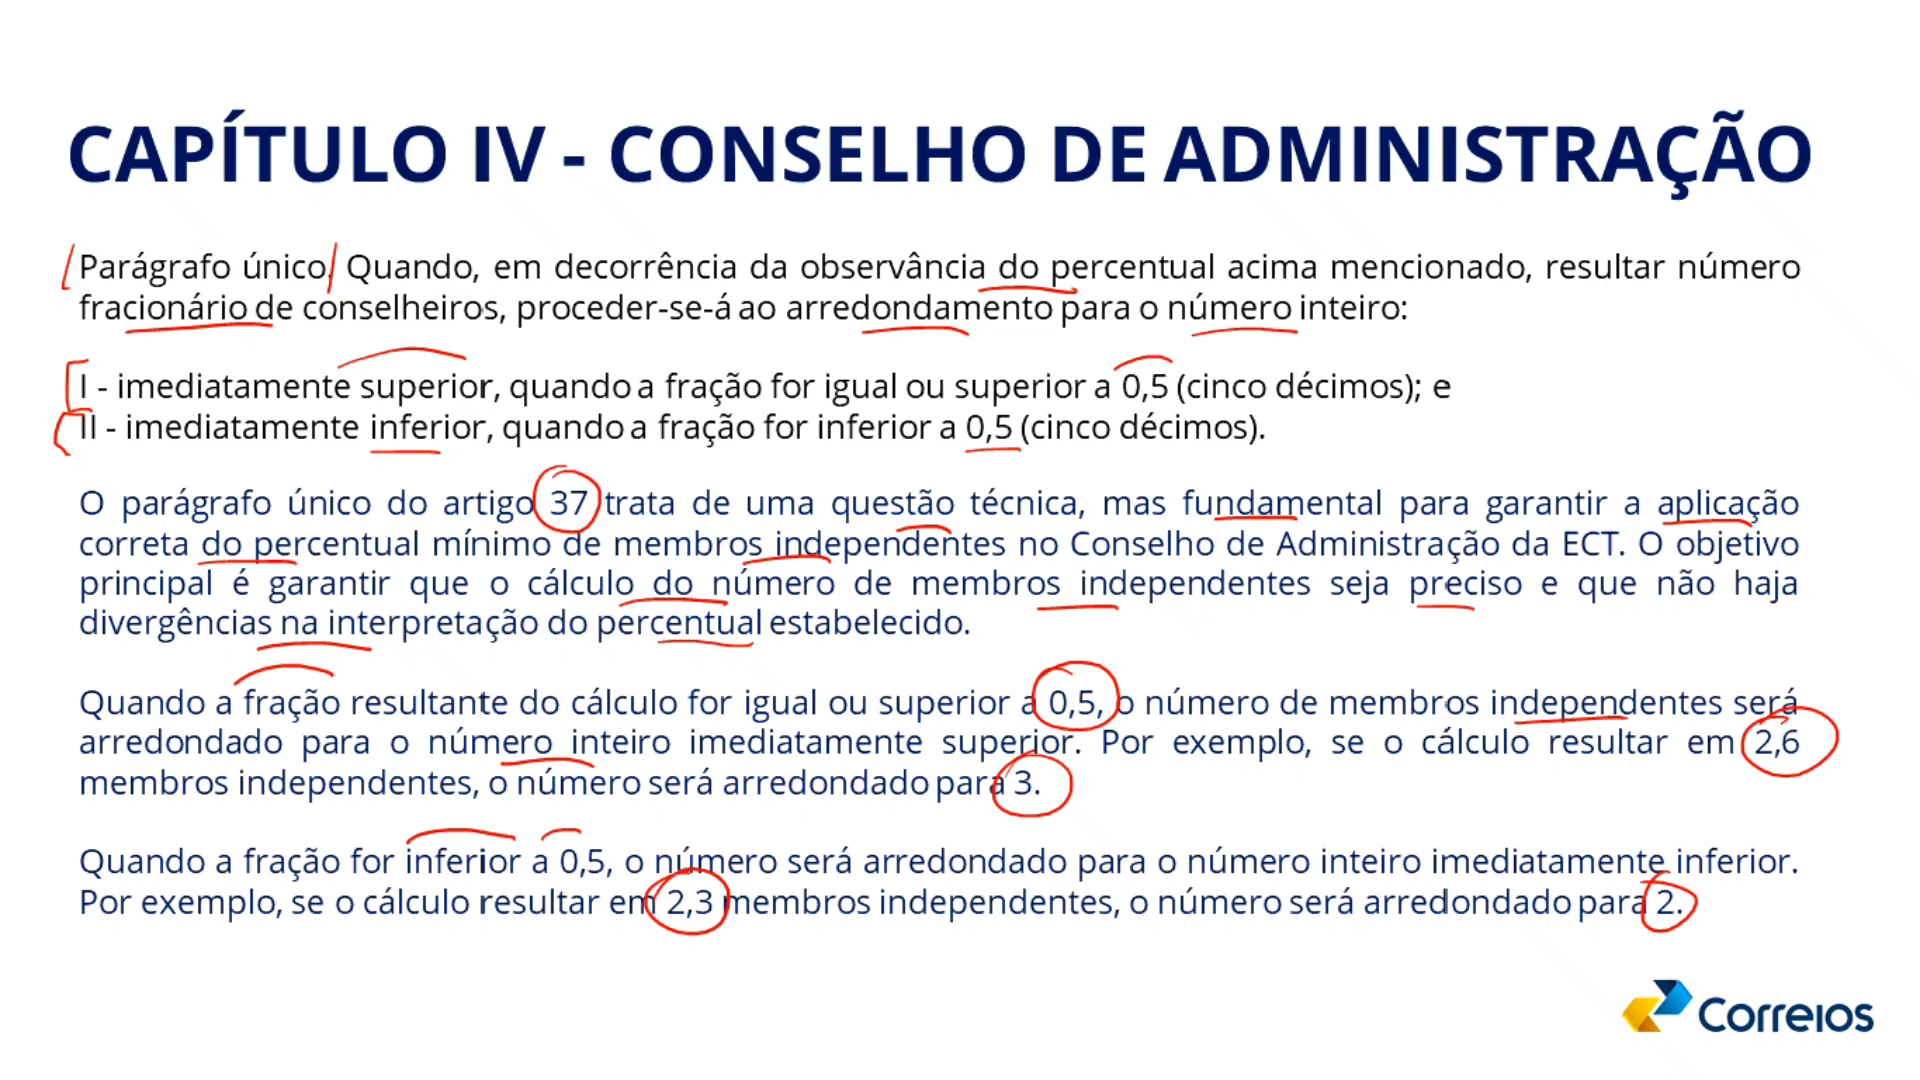 CAPÍTULO IV - CONSELHO DE ADMINISTRAÇÃO
Parágrafo único. Quando, em decorrência da observância do percentual acima mencionado, resultar número
fracionário de conselheiros, proceder-se-á ao arredondamento para o número inteiro:
I - imediatamente superior, quando a fração for igual ou superior a 0,5 (cinco décimos); e
II - imediatamente inferior, quando a fração for inferior a 0,5 (cinco décimos).
O parágrafo único do artigo 37 trata de uma questão técnica, mas fundamental para garantir a aplicação
correta do percentual mínimo de membros independentes no Conselho de Administração da ECT. O objetivo
principal é garantir que o cálculo do número de membros independentes seja preciso e que não haja
divergências na interpretação do percentual estabelecido.
Quando a fração resultante do cálculo for igual ou superior a 0,5, o número de membros independentes será
arredondado para o número inteiro imediatamente superior. Por exemplo, se o cálculo resultar em 2,6
membros independentes, o número será arredondado para 3.
Quando a fração for inferior a 0,5, o número será arredondado para o número inteiro imediatamente inferior.
Por exemplo, se o cálculo resultar em 2,3 membros independentes, o número será arredondado para 2.
Correios